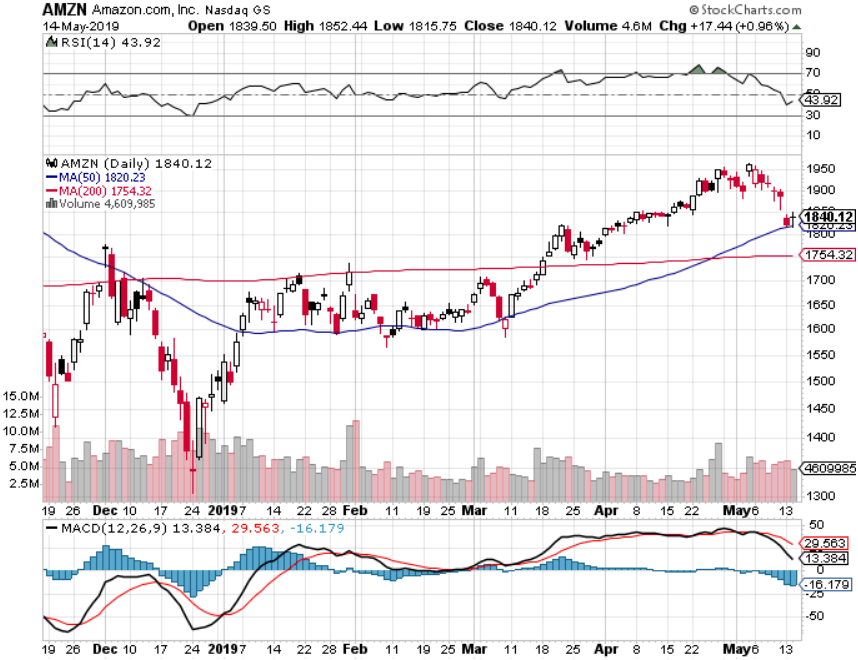 AMZN Amazon.com, Inc. Nasdaq GS © StockCharts.com
14-May-2019 Open 1839.50 High 1852.44 Low 1815.75 Close 1840.12 Volume 4.6M Chg +17.44 (+0.96%)
RSI(14) 43.92
90
70
50
43.92
30
10
AMZN (Daily) 1840.12
MA(50) 1820.23
MA(200) 1754.32
Volume 4,609,985
1950
1900
1840.12
1820.23
1800
1754.32
1700
1650
1600
1550
1500
1450
1400
1300
15.0M
12.5M
10.0M
7.5M
5.0M
2.5M
4609985
19 26 Dec 10 17 24 2019 7 14 22 28 Feb 11 19 25 Mar 11 18 25 Apr 8 15 22 May 6 13
MACD(12,26,9) 13.384, 29.563, -16.179
50
29.563
13.384
0
-16.179
-25
-50
19 26 Dec 10 17 24 2019 7 14 22 28 Feb 11 19 25 Mar 11 18 25 Apr 8 15 22 May 6 13